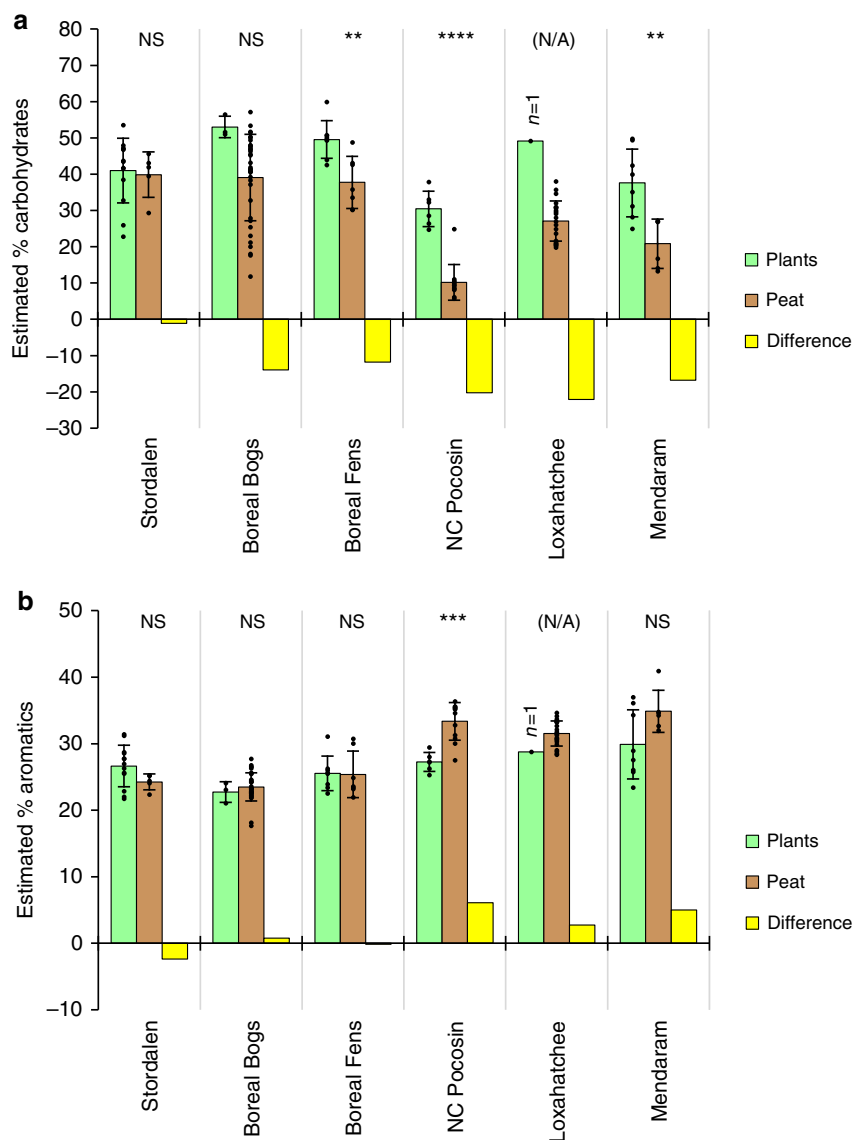 a
NS NS ** **** (N/A) **
80
70
60
50
40
30
20
10
0
−10
−20
−30
Estimated % carbohydrates
n=1
Plants
Peat
Difference
Stordalen
Boreal Bogs
Boreal Fens
NC Pocosin
Loxahatchee
Mendaram
b
NS NS NS *** (N/A) NS
50
40
30
20
10
0
−10
Estimated % aromatics
n=1
Plants
Peat
Difference
Stordalen
Boreal Bogs
Boreal Fens
NC Pocosin
Loxahatchee
Mendaram